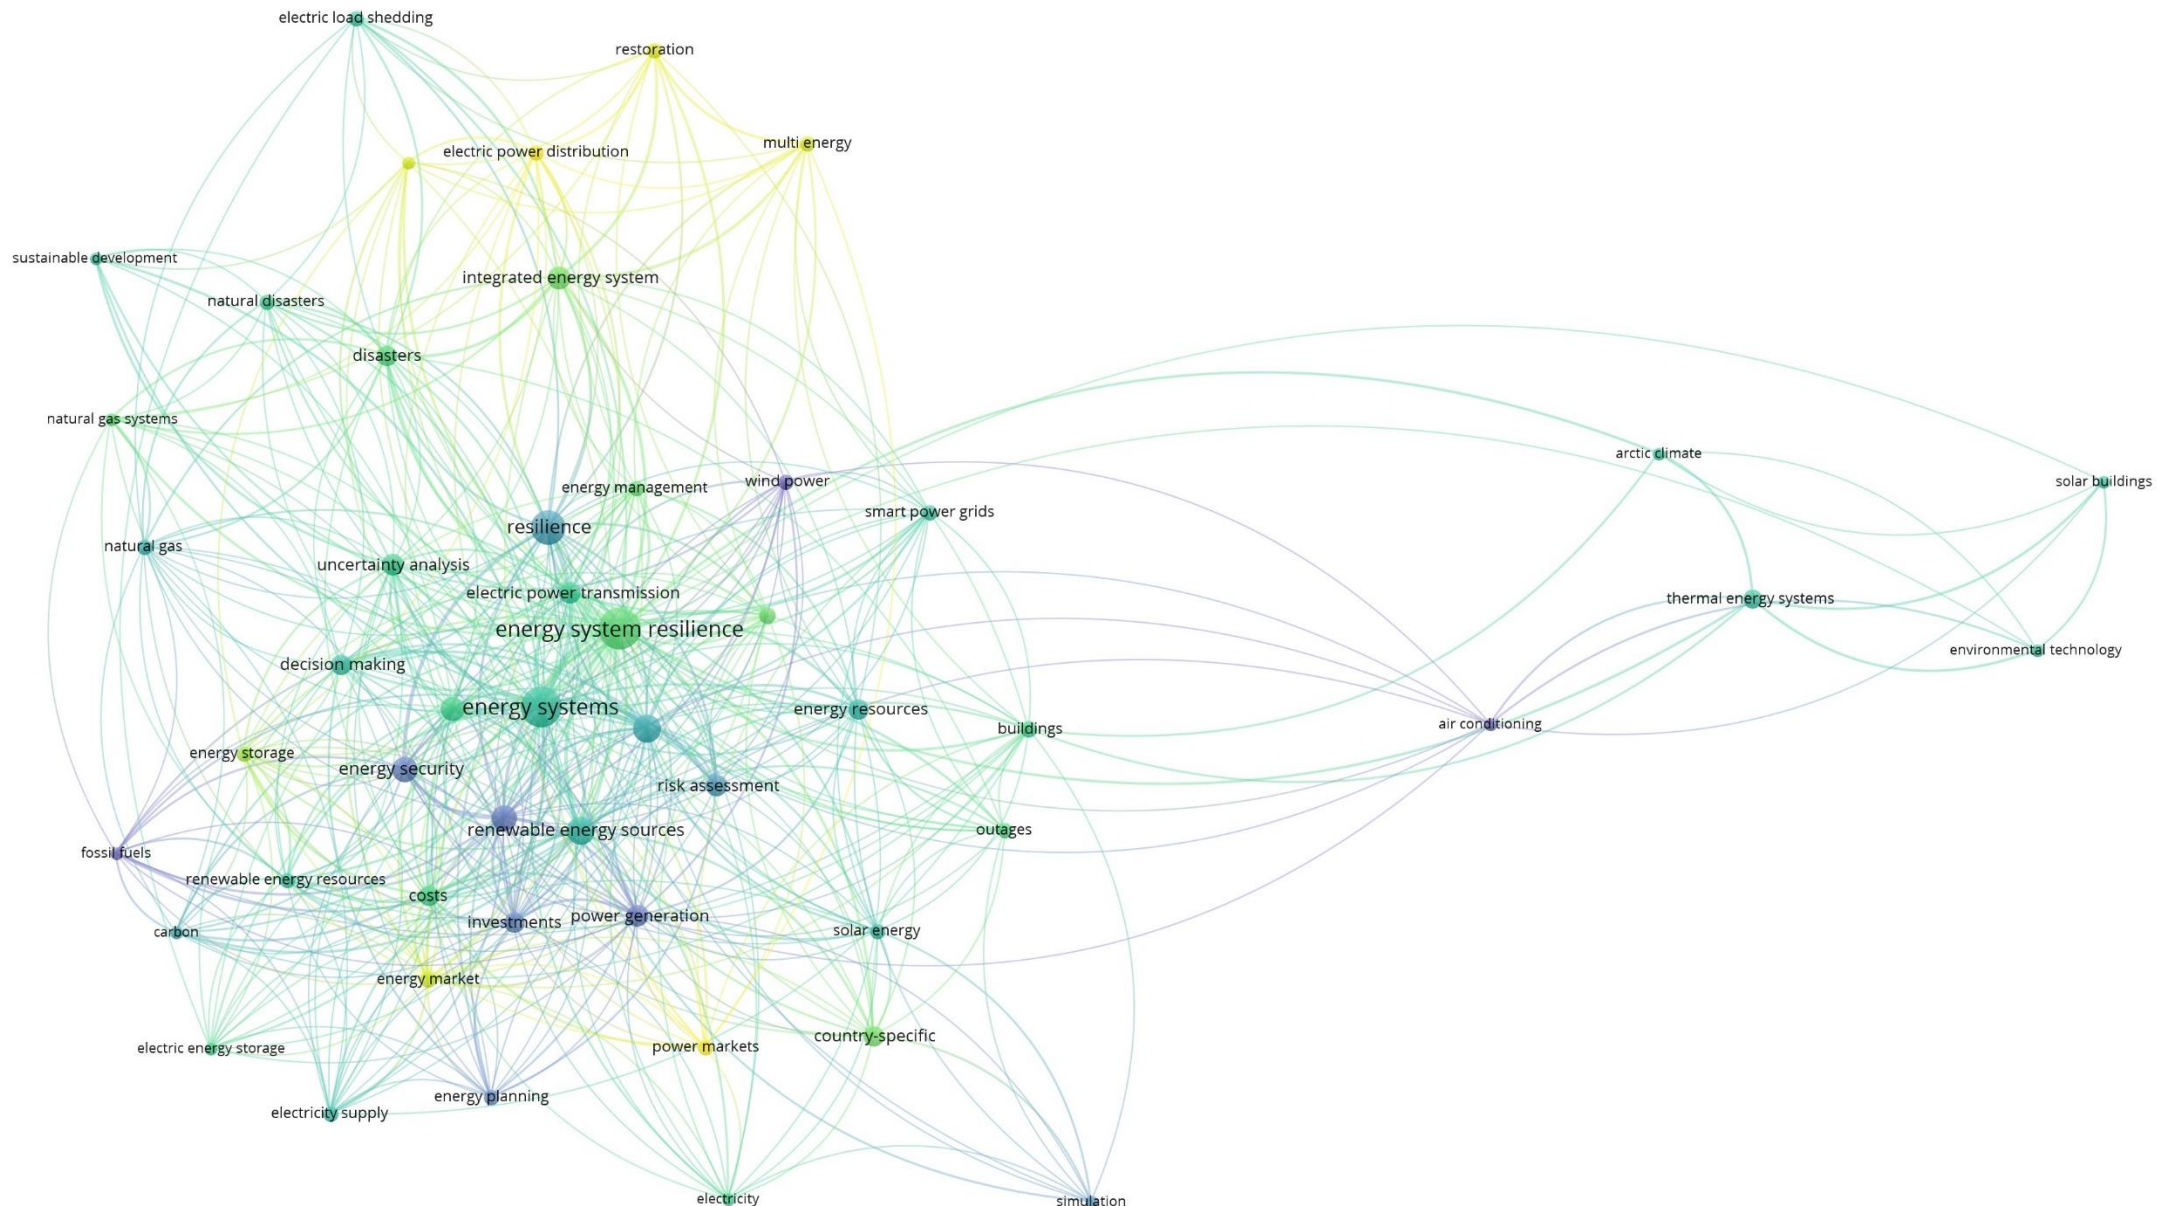 electric load shedding
restoration
multi energy
electric power distribution
sustainable development
integrated energy system
natural disasters
disasters
natural gas systems
arctic climate
wind power
solar buildings
energy management
smart power grids
resilience
natural gas
uncertainty analysis
electric power transmission
thermal energy systems
energy system resilience
environmental technology
decision making
energy systems
energy resources
air conditioning
buildings
energy storage
energy security
risk assessment
renewable energy sources
outages
fossil fuels
renewable energy resources
costs
power generation
investments
solar energy
carbon
energy market
country-specific
power markets
electric energy storage
energy planning
electricity supply
electricity
simulation